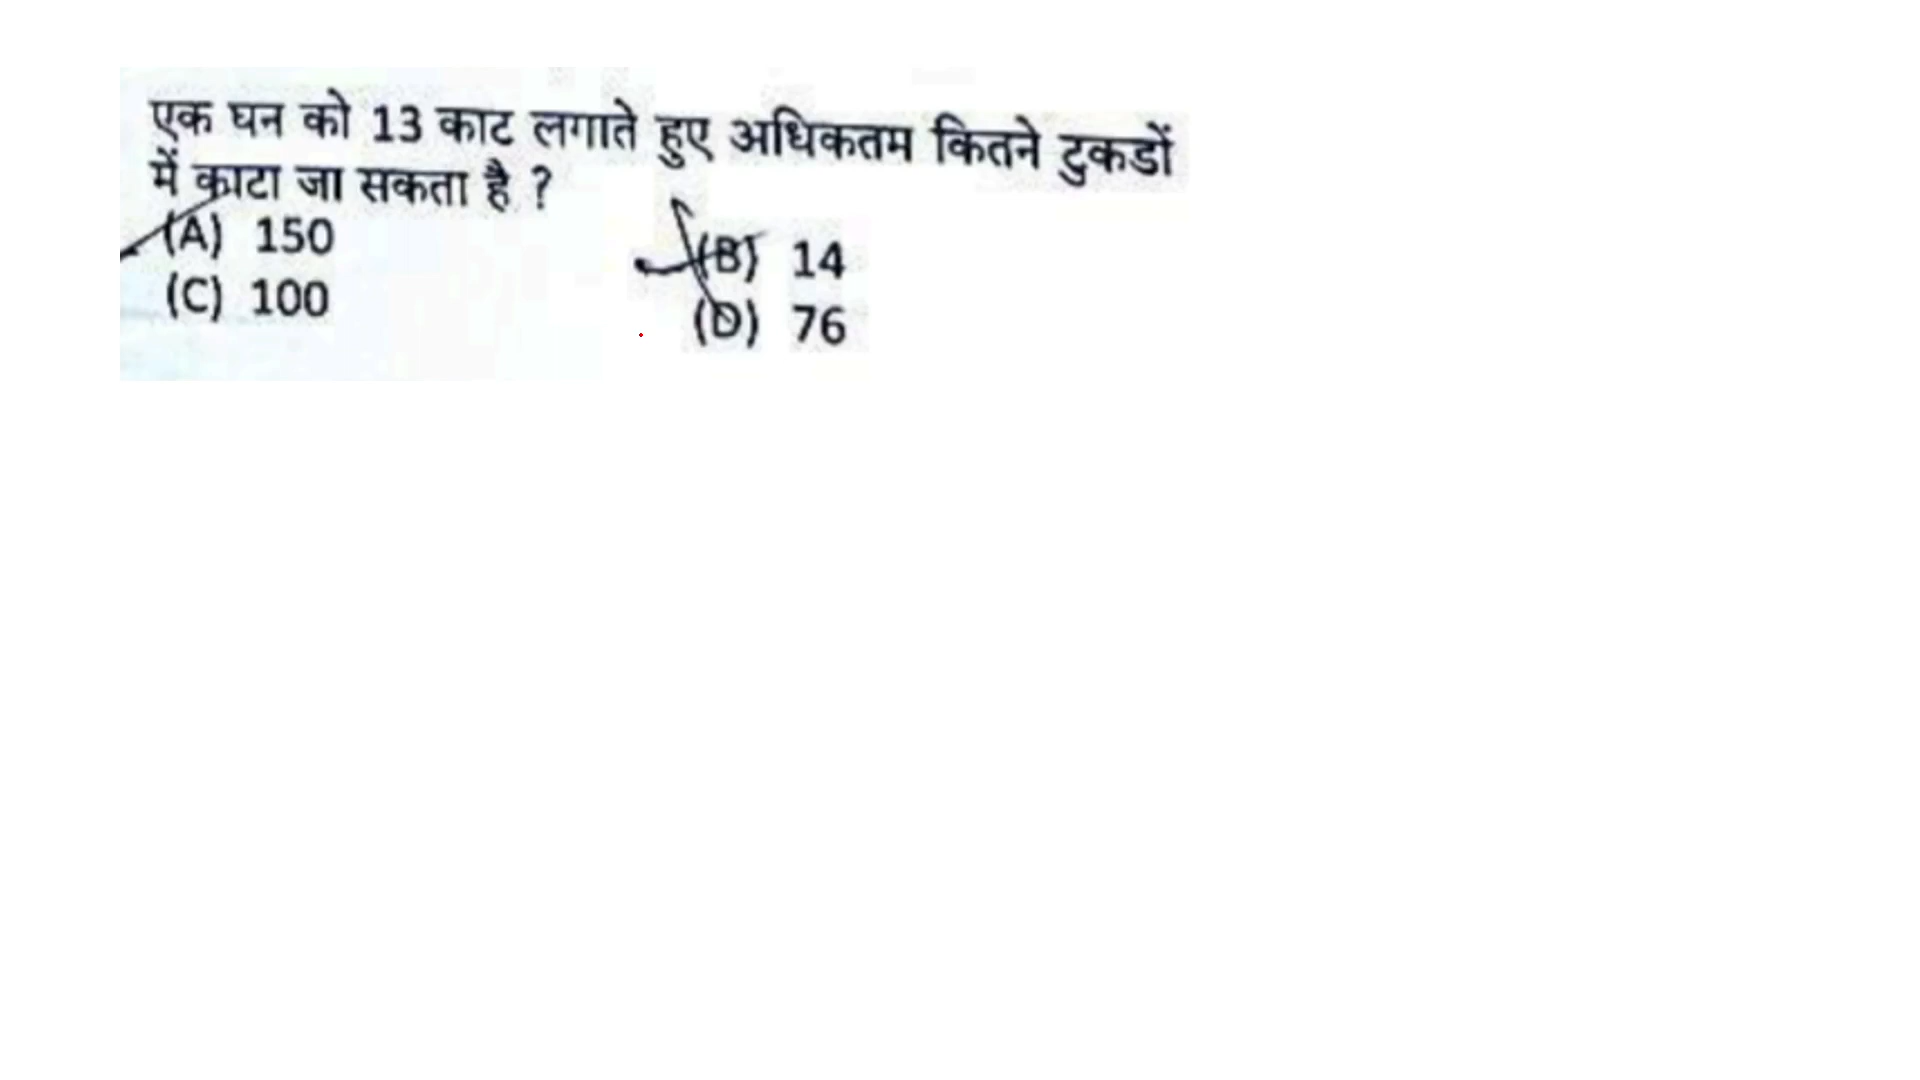 एक घन को 13 काट लगाते हुए अधिकतम कितने टुकडों
में काटा जा सकता है ?
(A) 150 (B) 14
(C) 100 (D) 76